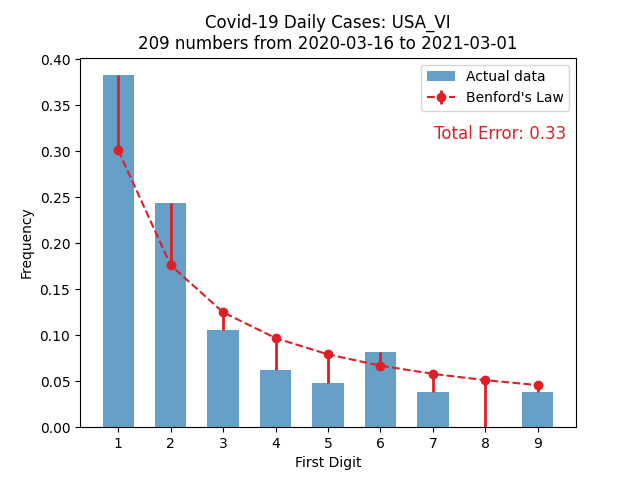 Covid-19 Daily Cases: USA_VI
209 numbers from 2020-03-16 to 2021-03-01
Actual data
Benford's Law
Total Error: 0.33
0.40
0.35
0.30
0.25
0.20
0.15
0.10
0.05
0.00
Frequency
1 2 3 4 5 6 7 8 9
First Digit